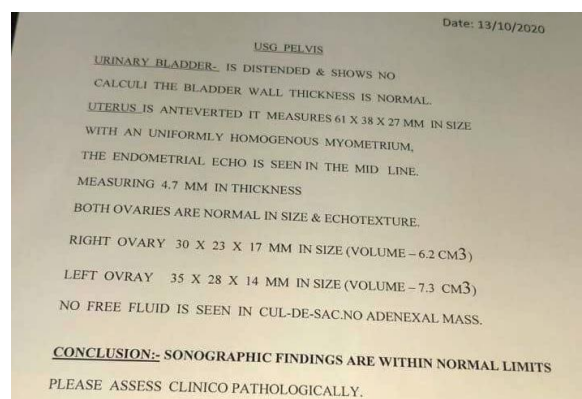 Date: 13/10/2020
USG PELVIS
URINARY BLADDER- IS DISTENDED & SHOWS NO
CALCULI THE BLADDER WALL THICKNESS IS NORMAL.
UTERUS IS ANTEVERTED IT MEASURES 61 X 38 X 27 MM IN SIZE
WITH AN UNIFORMLY HOMOGENOUS MYOMETRIUM,
THE ENDOMETRIAL ECHO IS SEEN IN THE MID LINE.
MEASURING 4.7 MM IN THICKNESS
BOTH OVARIES ARE NORMAL IN SIZE & ECHOTEXTURE.
RIGHT OVARY 30 X 23 X 17 MM IN SIZE (VOLUME – 6.2 CM3)
LEFT OVRAY 35 X 28 X 14 MM IN SIZE (VOLUME – 7.3 CM3)
NO FREE FLUID IS SEEN IN CUL-DE-SAC.NO ADENEXAL MASS.
CONCLUSION:- SONOGRAPHIC FINDINGS ARE WITHIN NORMAL LIMITS
PLEASE ASSESS CLINICO PATHOLOGICALLY.